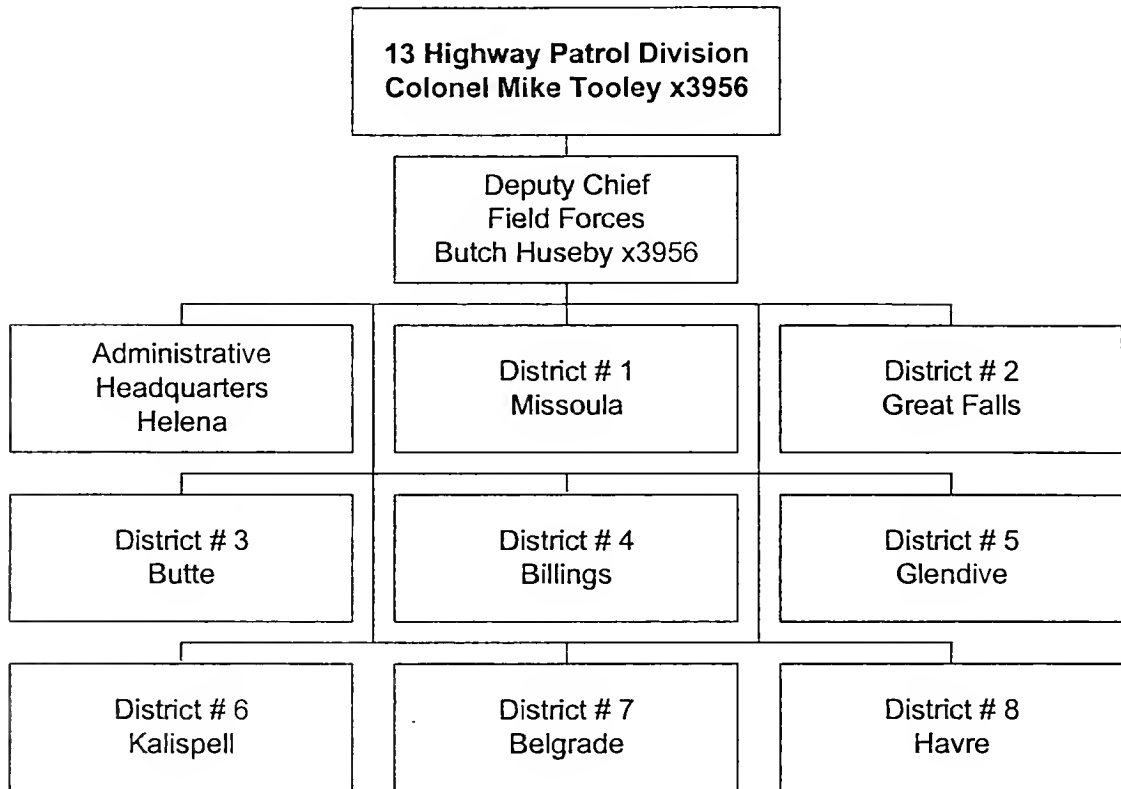 13 Highway Patrol Division
Colonel Mike Tooley x3956
Deputy Chief
Field Forces
Butch Huseby x3956
Administrative
Headquarters
Helena
District # 1
Missoula
District # 2
Great Falls
District # 3
Butte
District # 4
Billings
District # 5
Glendive
District # 6
Kalispell
District # 7
Belgrade
District # 8
Havre